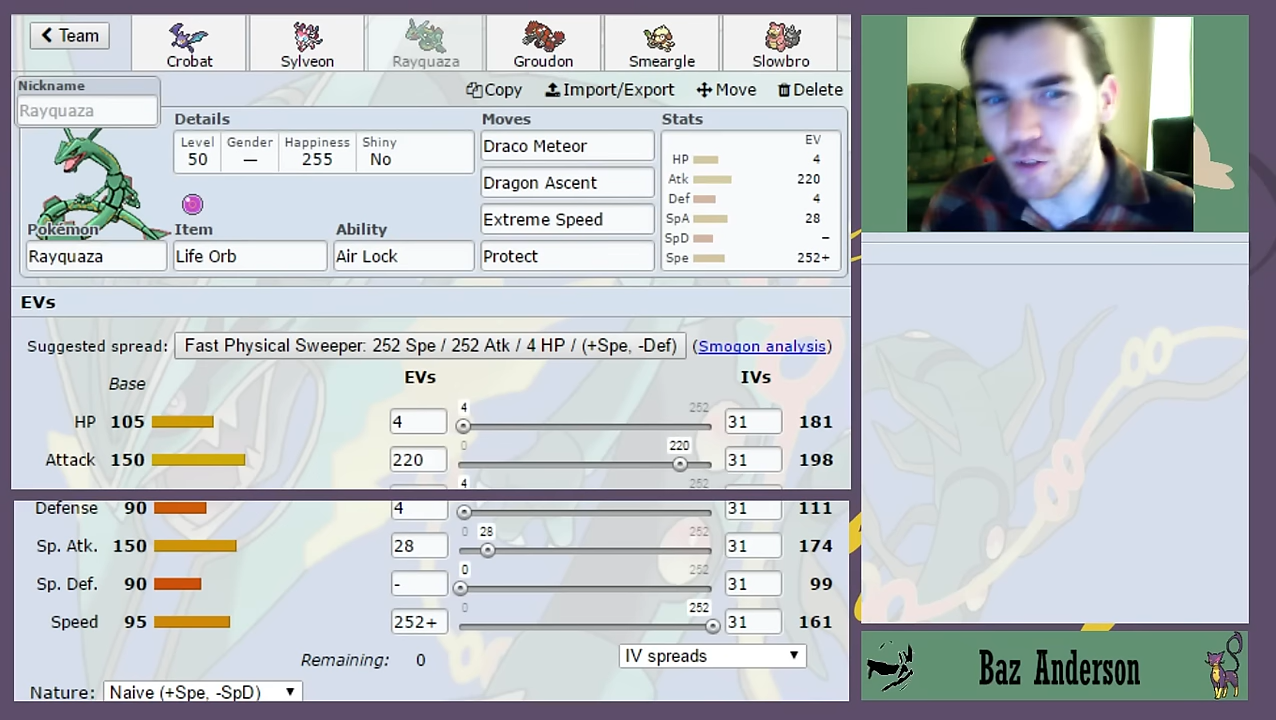 Team
Crobat
Sylveon
Rayquaza
Groudon
Smeargle
Slowbro
Nickname
Rayquaza
Copy
Import/Export
Move
Delete
Details
Level
50
Gender
—
Happiness
255
Shiny
No
Pokémon
Rayquaza
Item
Life Orb
Ability
Air Lock
Moves
Draco Meteor
Dragon Ascent
Extreme Speed
Protect
Stats
EV
HP 4
Atk 220
Def 4
SpA 28
SpD –
Spe 252+
EVs
Suggested spread: Fast Physical Sweeper: 252 Spe / 252 Atk / 4 HP / (+Spe, -Def) (Smogon analysis)
Base EVs IVs
4 252
HP 105 4 31 181
0 220
Attack 150 220 31 198
4 252
Defense 90 4 31 111
0 28 252
Sp. Atk. 150 28 31 174
0 252
Sp. Def. 90 - 31 99
0 252
Speed 95 252+ 31 161
Remaining: 0
IV spreads
Nature: Naive (+Spe, -SpD)
Baz Anderson